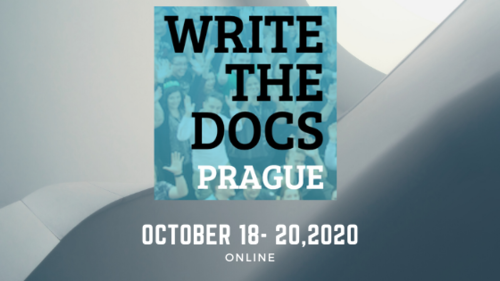 WRITE
THE
DOCS
PRAGUE
OCTOBER 18- 20,2020
ONLINE